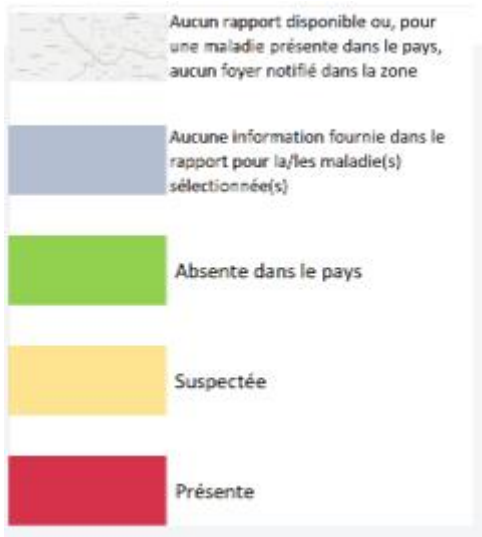 Aucun rapport disponible ou, pour
une maladie présente dans le pays,
aucun foyer notifié dans la zone
Aucune information fournie dans le
rapport pour la/les maladie(s)
sélectionnée(s)
Absente dans le pays
Suspectée
Présente